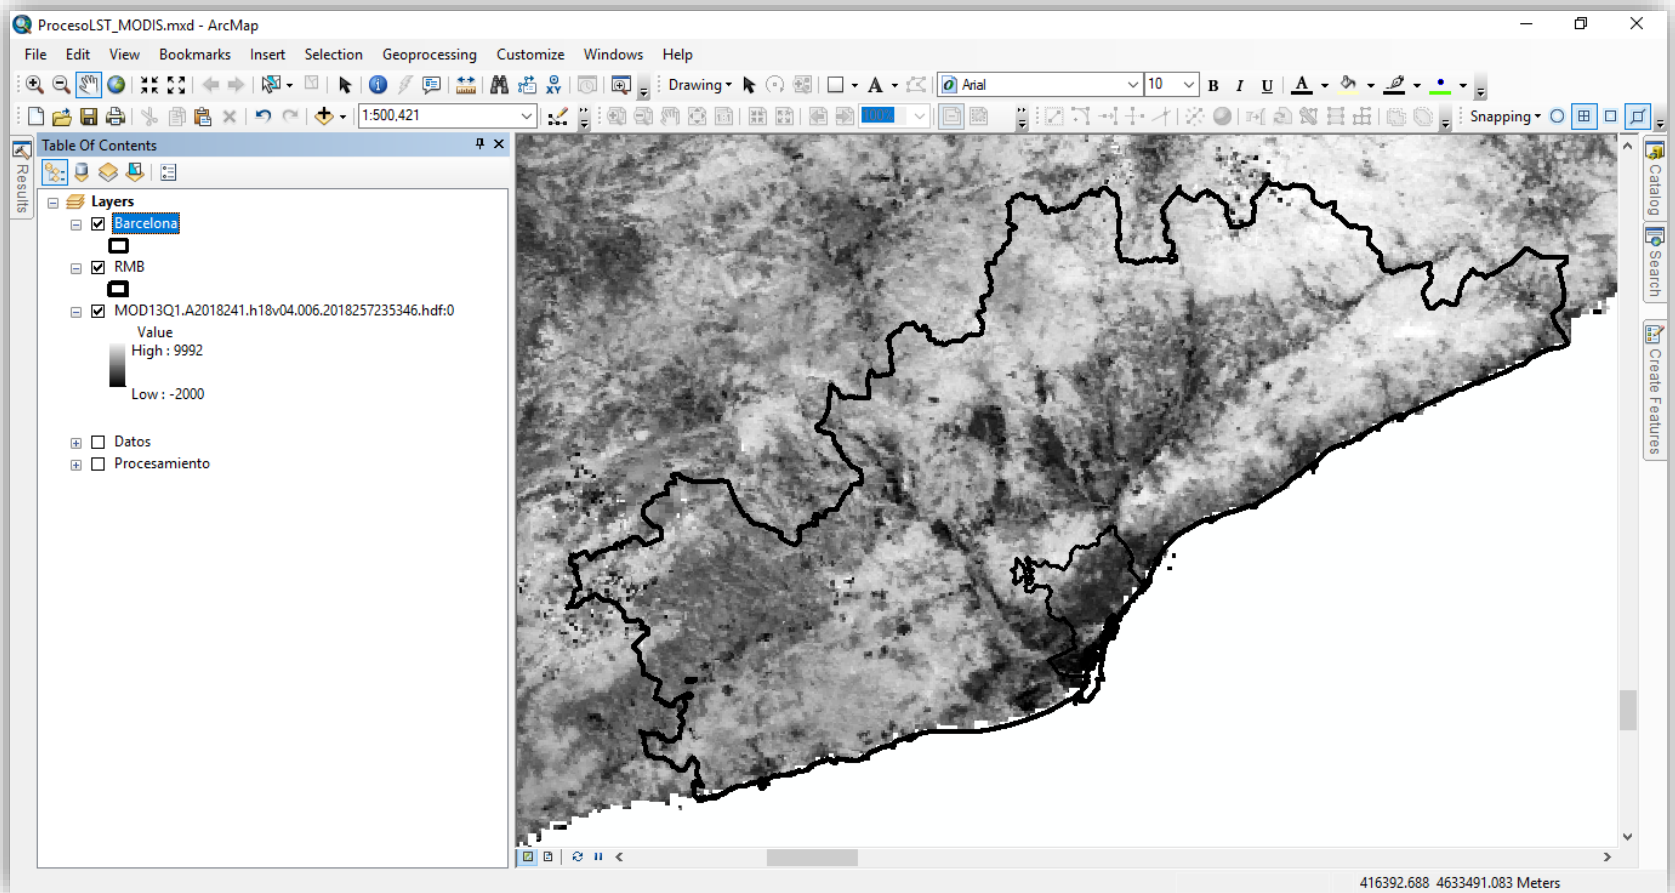 ProcesoLST_MODIS.mxd - ArcMap
File Edit View Bookmarks Insert Selection Geoprocessing Customize Windows Help
Drawing Arial 10 B I U A
1:500,421 100% Snapping
Results
Table Of Contents
Layers
Barcelona
RMB
MOD13Q1.A2018241.h18v04.006.2018257235346.hdf:0
Value
High : 9992
Low : -2000
Datos
Procesamiento
Catalog
Search
Create Features
416392.688 4633491.083 Meters